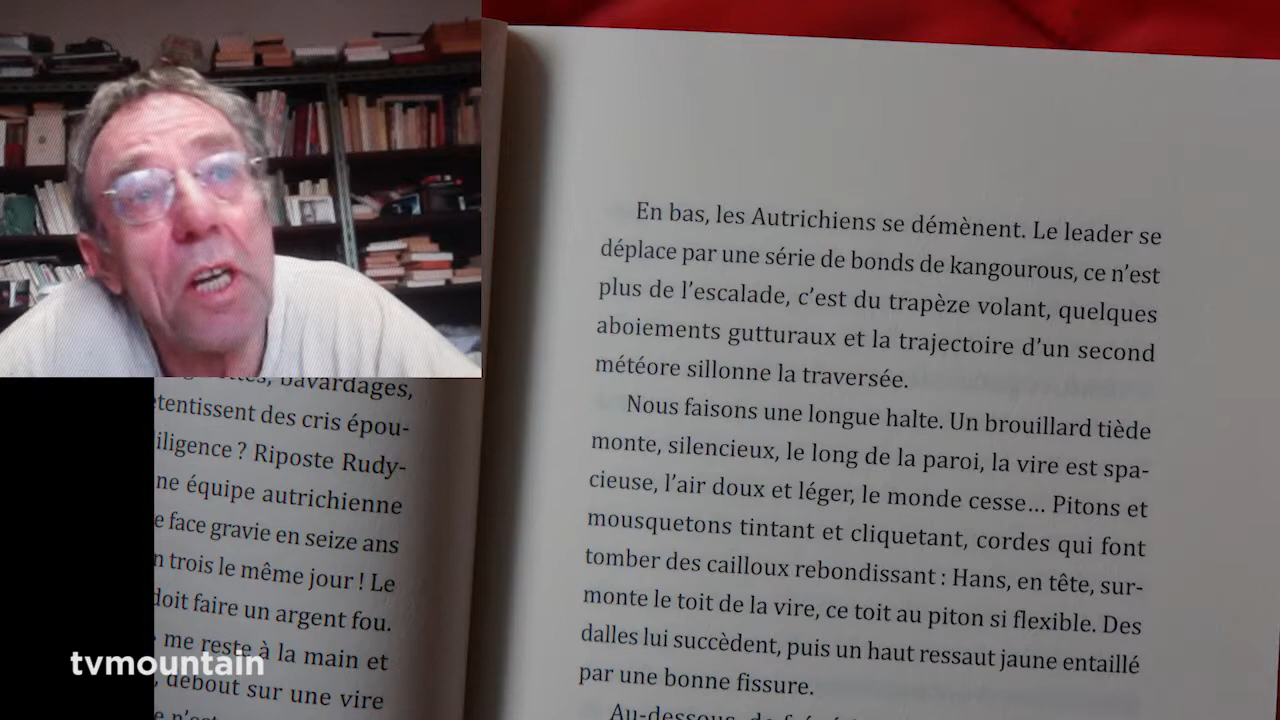 bavardages,
etentissent des cris épou-
diligence ? Riposte Rudy-
ne équipe autrichienne
e face gravie en seize ans
n trois le même jour ! Le
doit faire un argent fou.
me reste à la main et
, debout sur une vire
tvmountain
En bas, les Autrichiens se démènent. Le leader se
déplace par une série de bonds de kangourous, ce n'est
plus de l'escalade, c'est du trapèze volant, quelques
aboiements gutturaux et la trajectoire d'un second
météore sillonne la traversée.
Nous faisons une longue halte. Un brouillard tiède
monte, silencieux, le long de la paroi, la vire est spa-
cieuse, l'air doux et léger, le monde cesse... Pitons et
mousquetons tintant et cliquetant, cordes qui font
tomber des cailloux rebondissant : Hans, en tête, sur-
monte le toit de la vire, ce toit au piton si flexible. Des
dalles lui succèdent, puis un haut ressaut jaune entaillé
par une bonne fissure.
Au-dessous, de